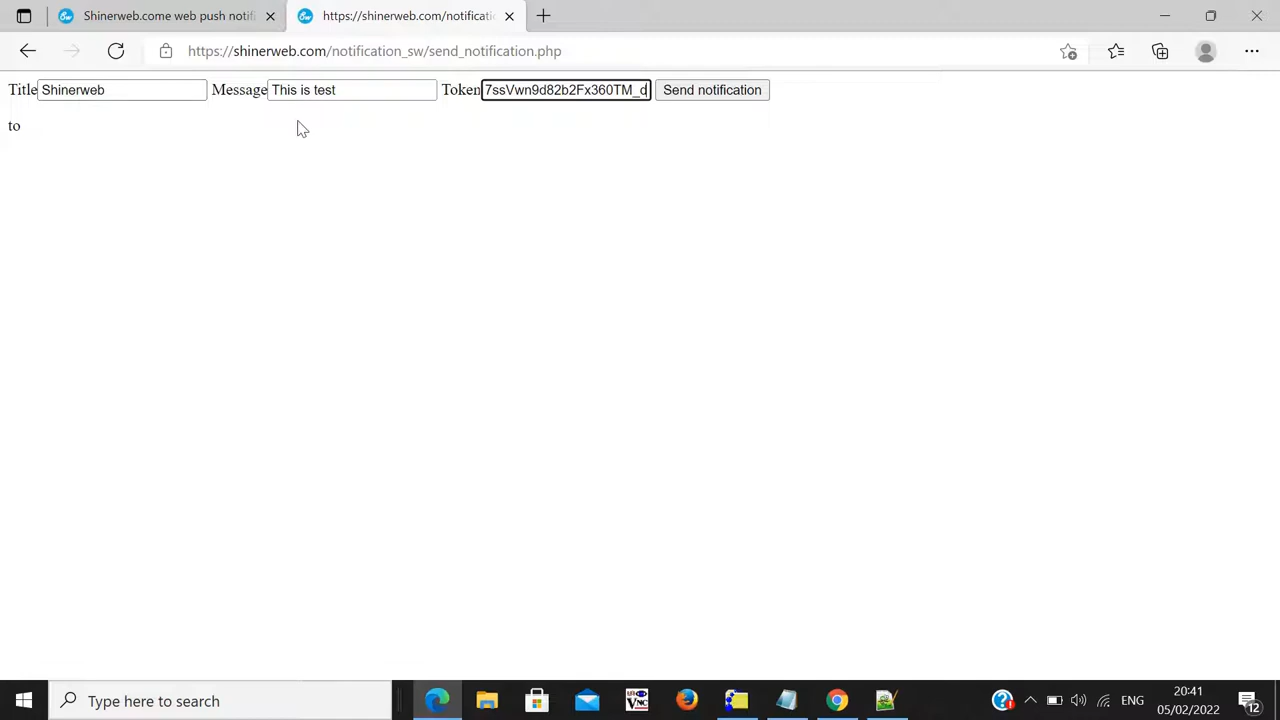 Shinerweb.come web push notifi
https://shinerweb.com/notificatio
https://shinerweb.com/notification_sw/send_notification.php
Title Shinerweb Message This is test Token 7ssVwn9d82b2Fx360TM_d Send notification
to
Type here to search
ENG
20:41
05/02/2022
12